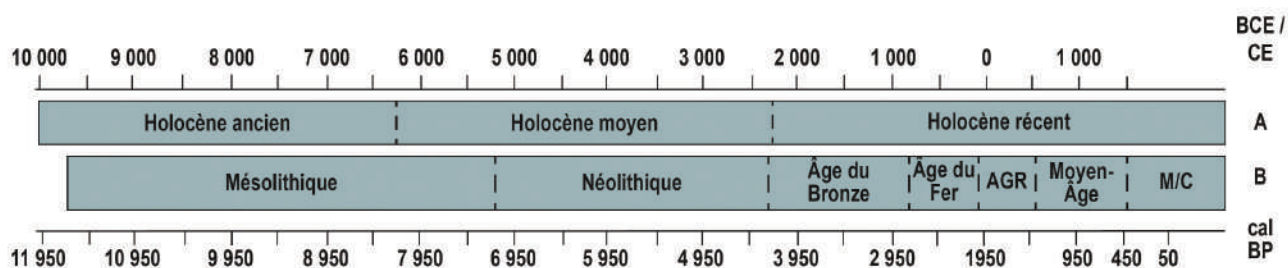 BCE /
CE
10 000 9 000 8 000 7 000 6 000 5 000 4 000 3 000 2 000 1 000 0 1 000
Holocène ancien Holocène moyen Holocène récent A
Mésolithique Néolithique Âge du Bronze Âge du Fer AGR Moyen-Âge M/C B
cal
BP
11 950 10 950 9 950 8 950 7 950 6 950 5 950 4 950 3 950 2 950 1950 950 450 50